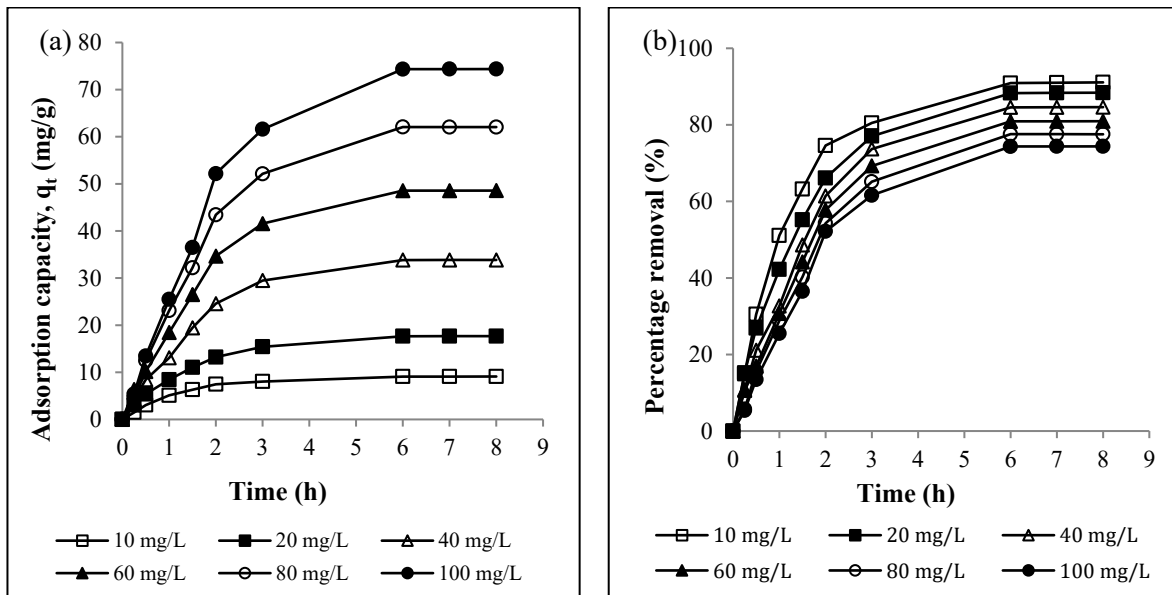 (a)
80
70
60
50
40
30
20
10
0
Adsorption capacity, qt (mg/g)
0 1 2 3 4 5 6 7 8 9
Time (h)
10 mg/L 20 mg/L 40 mg/L
60 mg/L 80 mg/L 100 mg/L
(b)
100
80
60
40
20
0
Percentage removal (%)
0 1 2 3 4 5 6 7 8 9
Time (h)
10 mg/L 20 mg/L 40 mg/L
60 mg/L 80 mg/L 100 mg/L